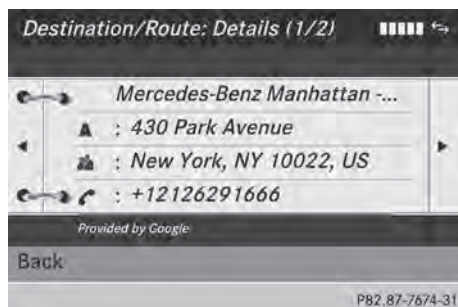 Destination/Route: Details (1/2)
Mercedes-Benz Manhattan -...
: 430 Park Avenue
: New York, NY 10022, US
: +12126291666
Provided by Google
Back
P82.87-7674-31